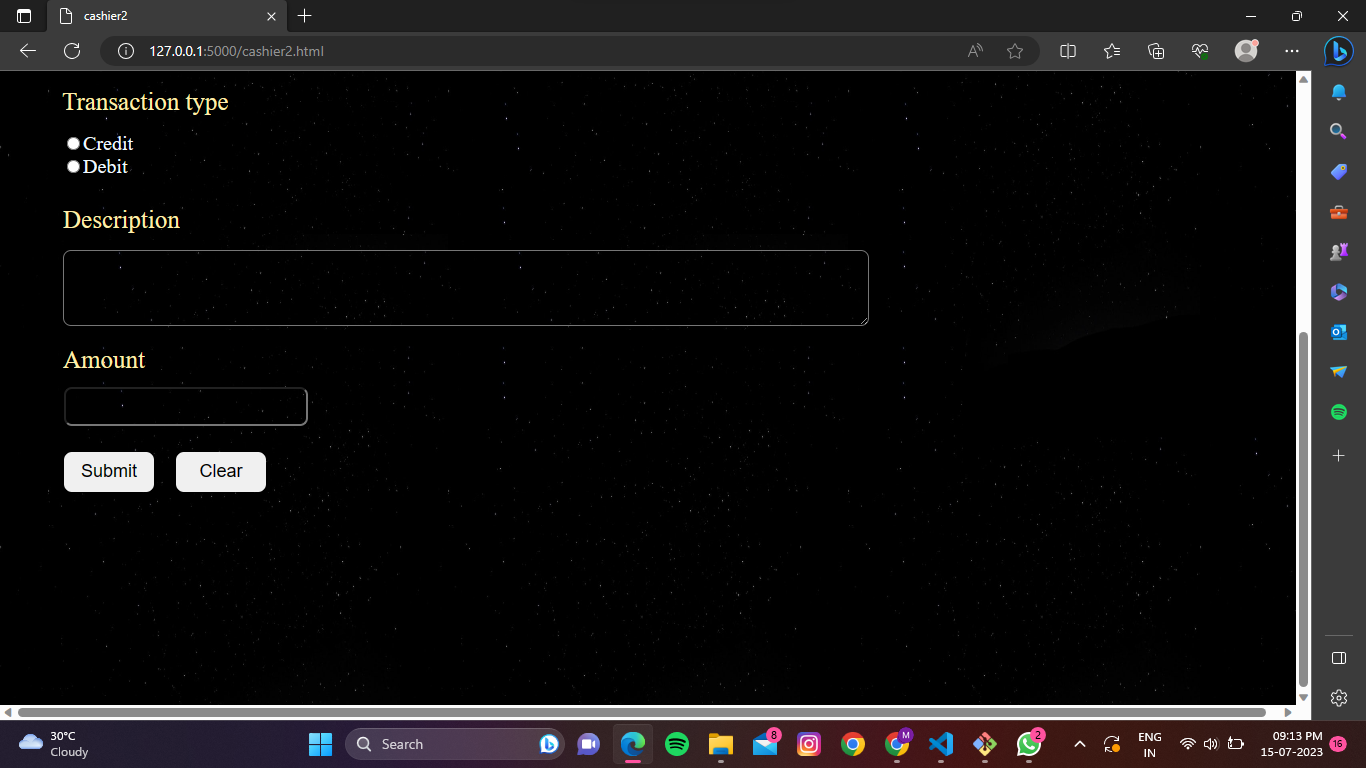 cashier2
127.0.0.1:5000/cashier2.html
Transaction type
Credit
Debit
Description
Amount
Submit
Clear
30°C
Cloudy
Search
8
M
2
ENG
IN
09:13 PM
15-07-2023
16